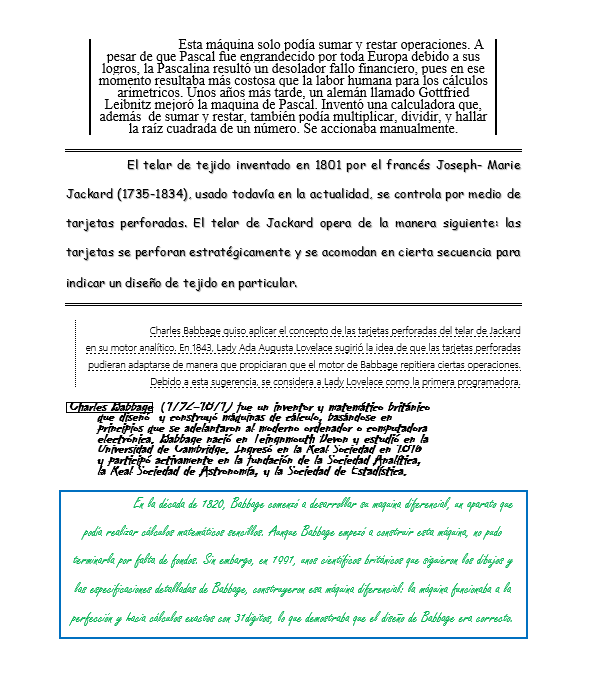 Esta máquina solo podía sumar y restar operaciones. A
pesar de que Pascal fue engrandecido por toda Europa debido a sus
logros, la Pascalina resultó un desolador fallo financiero, pues en ese
momento resultaba más costosa que la labor humana para los cálculos
arimetricos. Unos años más tarde, un alemán llamado Gottfried
Leibnitz mejoró la maquina de Pascal. Inventó una calculadora que,
además de sumar y restar, también podía multiplicar, dividir, y hallar
la raíz cuadrada de un número. Se accionaba manualmente.
El telar de tejido inventado en 1801 por el francés Joseph- Marie
Jackard (1735-1834), usado todavía en la actualidad, se controla por medio de
tarjetas perforadas. El telar de Jackard opera de la manera siguiente: las
tarjetas se perforan estratégicamente y se acomodan en cierta secuencia para
indicar un diseño de tejido en particular.
Charles Babbage quiso aplicar el concepto de las tarjetas perforadas del telar de Jackard
en su motor analítico. En 1843, Lady Ada Augusta Lovelace sugirió la idea de que las tarjetas perforadas
pudieran adaptarse de manera que propiciaran que el motor de Babbage repitiera ciertas operaciones.
Debido a esta sugerencia, se considera a Lady Lovelace como la primera programadora.
Charles Babbage (1792-1871) fue un inventor y matemático británico
que diseñó y construyó máquinas de cálculo, basándose en
principios que se adelantaron al moderno ordenador o computadora
electrónica. Babbage nació en Teingnmouth Devon y estudió en la
Universidad de Cambridge. Ingresó en la Real Sociedad en 1816
y participó activamente en la fundación de la Sociedad Analítica,
la Real Sociedad de Astronomía, y la Sociedad de Estadística.
En la década de 1820, Babbage comenzó a desarrollar su maquina diferencial, un aparato que
podía realizar cálculos matemáticos sencillos. Aunque Babbage empezó a construir esta máquina, no pudo
terminarla por falta de fondos. Sin embargo, en 1991, unos científicos británicos que siguieron los dibujos y
las especificaciones detalladas de Babbage, construyeron esa máquina diferencial: la máquina funcionaba a la
perfección y hacía cálculos exactos con 31dígitos, lo que demostraba que el diseño de Babbage era correcto.